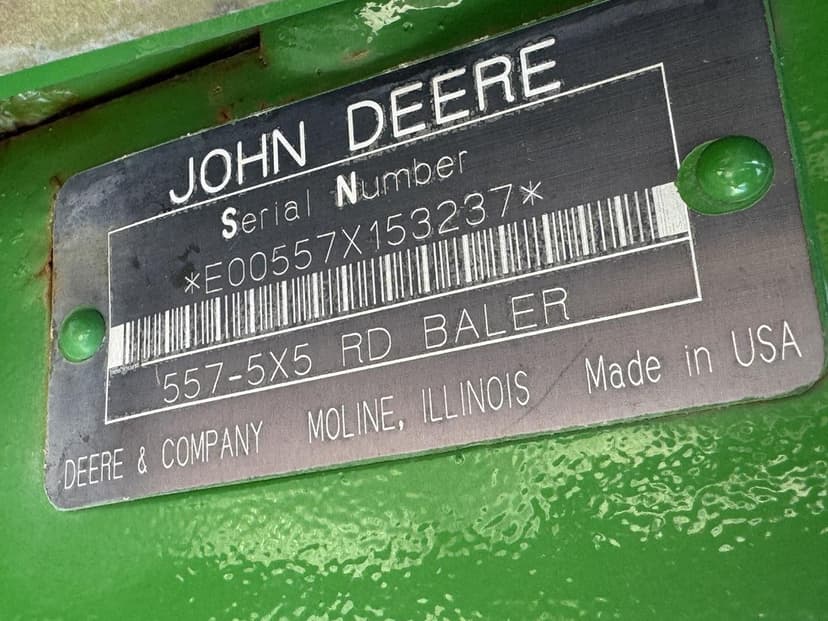 JOHN DEERE
Serial Number
*E00557X153237*
557-5X5 RD BALER
DEERE & COMPANY MOLINE, ILLINOIS Made in USA